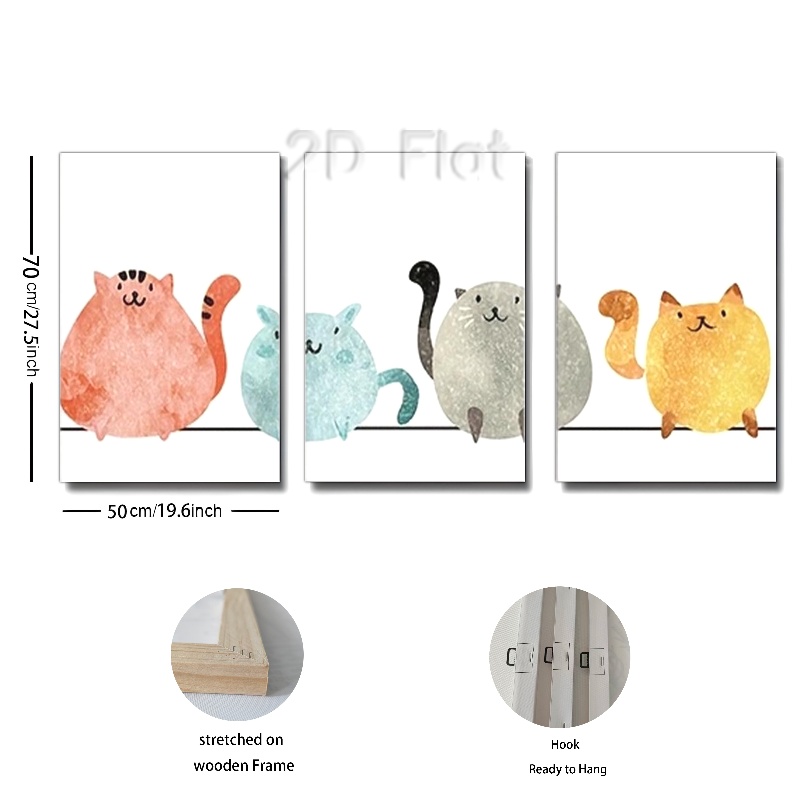 2D Flat
70 cm/27.5inch
50cm/19.6inch
stretched on
wooden Frame
Hook
Ready to Hang